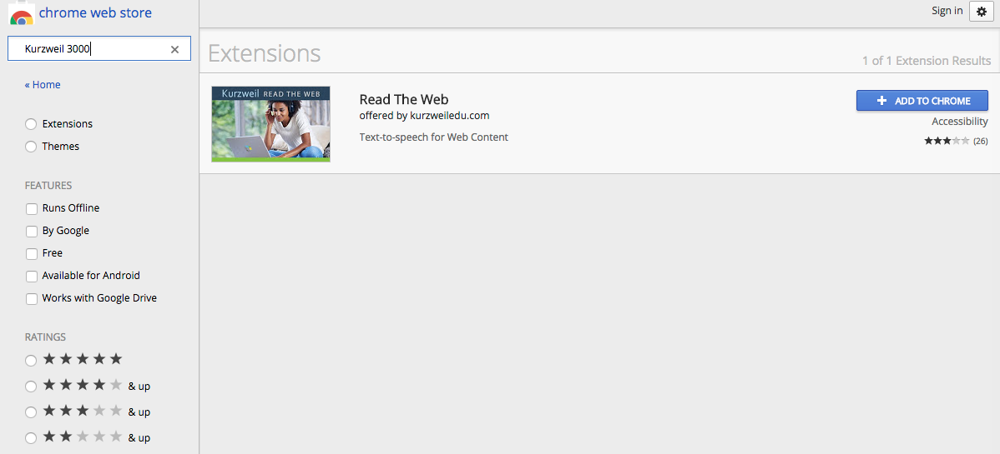 chrome web store
Sign in
Kurzweil 3000
« Home
Extensions
Themes
FEATURES
Runs Offline
By Google
Free
Available for Android
Works with Google Drive
RATINGS
& up
& up
& up
Extensions
1 of 1 Extension Results
Kurzweil READ THE WEB
Read The Web
offered by kurzweiledu.com
Text-to-speech for Web Content
ADD TO CHROME
Accessibility
(26)